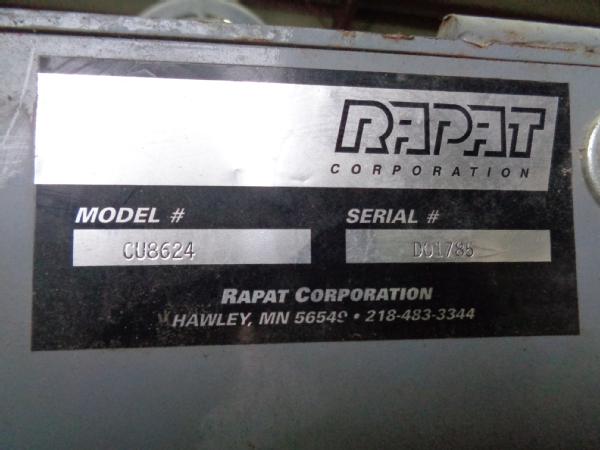 RAPAT
CORPORATION
MODEL # SERIAL #
CU8624 D01785
RAPAT CORPORATION
HAWLEY, MN 56549 • 218-483-3344